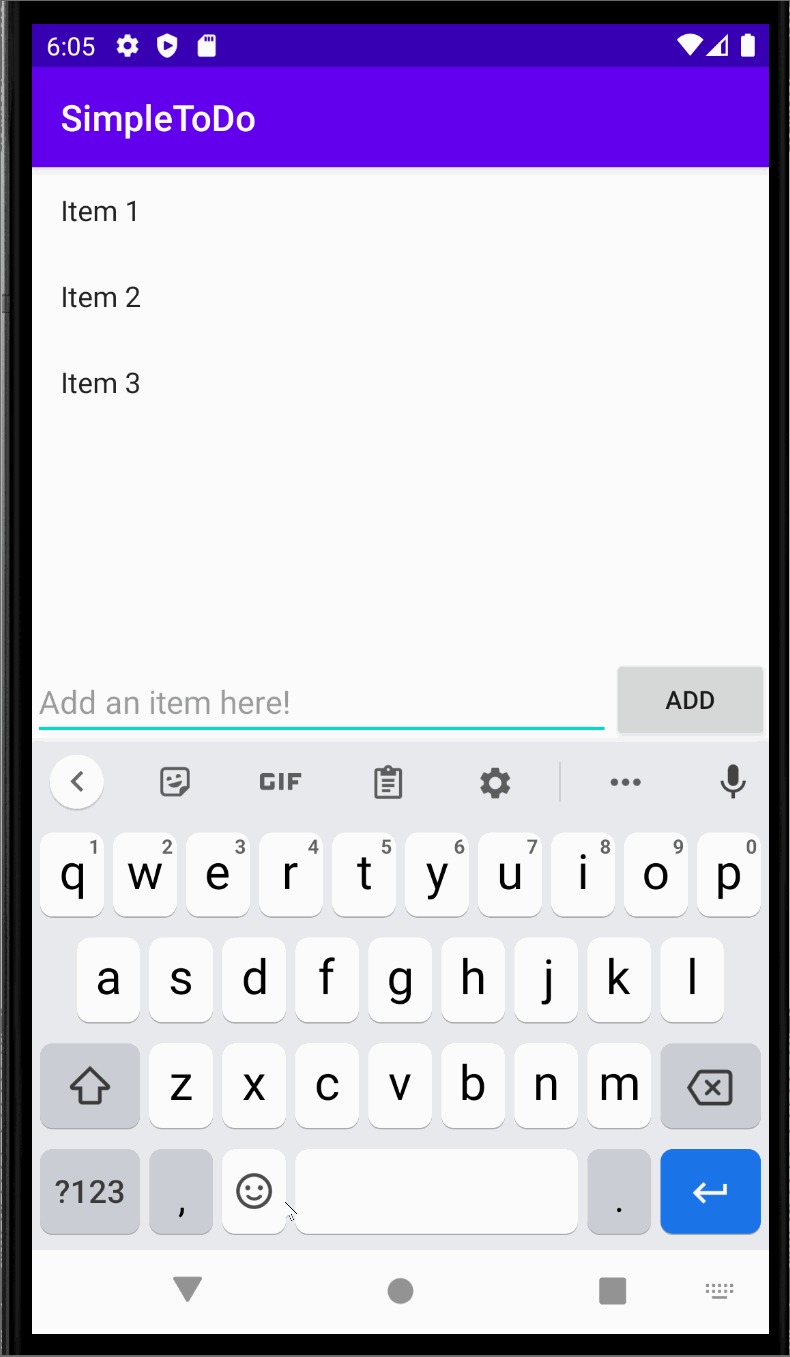 6:05
SimpleToDo
Item 1
Item 2
Item 3
Add an item here!
ADD
GIF
1 2 3 4 5 6 7 8 9 0
q w e r t y u i o p
a s d f g h j k l
z x c v b n m
?123 , .